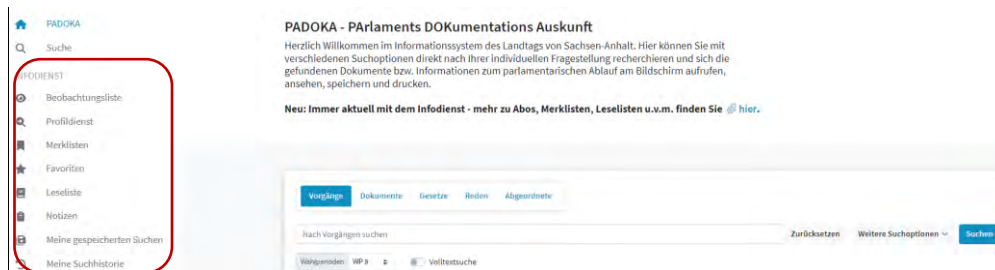 PADOKA
Suche
INFODIENST
Beobachtungsliste
Profildienst
Merklisten
Favoriten
Leseliste
Notizen
Meine gespeicherten Suchen
Meine Suchhistorie
PADOKA - PArlaments DOKumentations Auskunft
Herzlich Willkommen im Informationssystem des Landtags von Sachsen-Anhalt. Hier können Sie mit
verschiedenen Suchoptionen direkt nach Ihrer individuellen Fragestellung recherchieren und sich die
gefundenen Dokumente bzw. Informationen zum parlamentarischen Ablauf am Bildschirm aufrufen,
ansehen, speichern und drucken.
Neu: Immer aktuell mit dem Infodienst - mehr zu Abos, Merklisten, Leselisten u.v.m. finden Sie hier.
Vorgänge Dokumente Gesetze Reden Abgeordnete
Nach Vorgängen suchen Zurücksetzen Weitere Suchoptionen Suchen
Wahlperioden WP 8 Volltextsuche